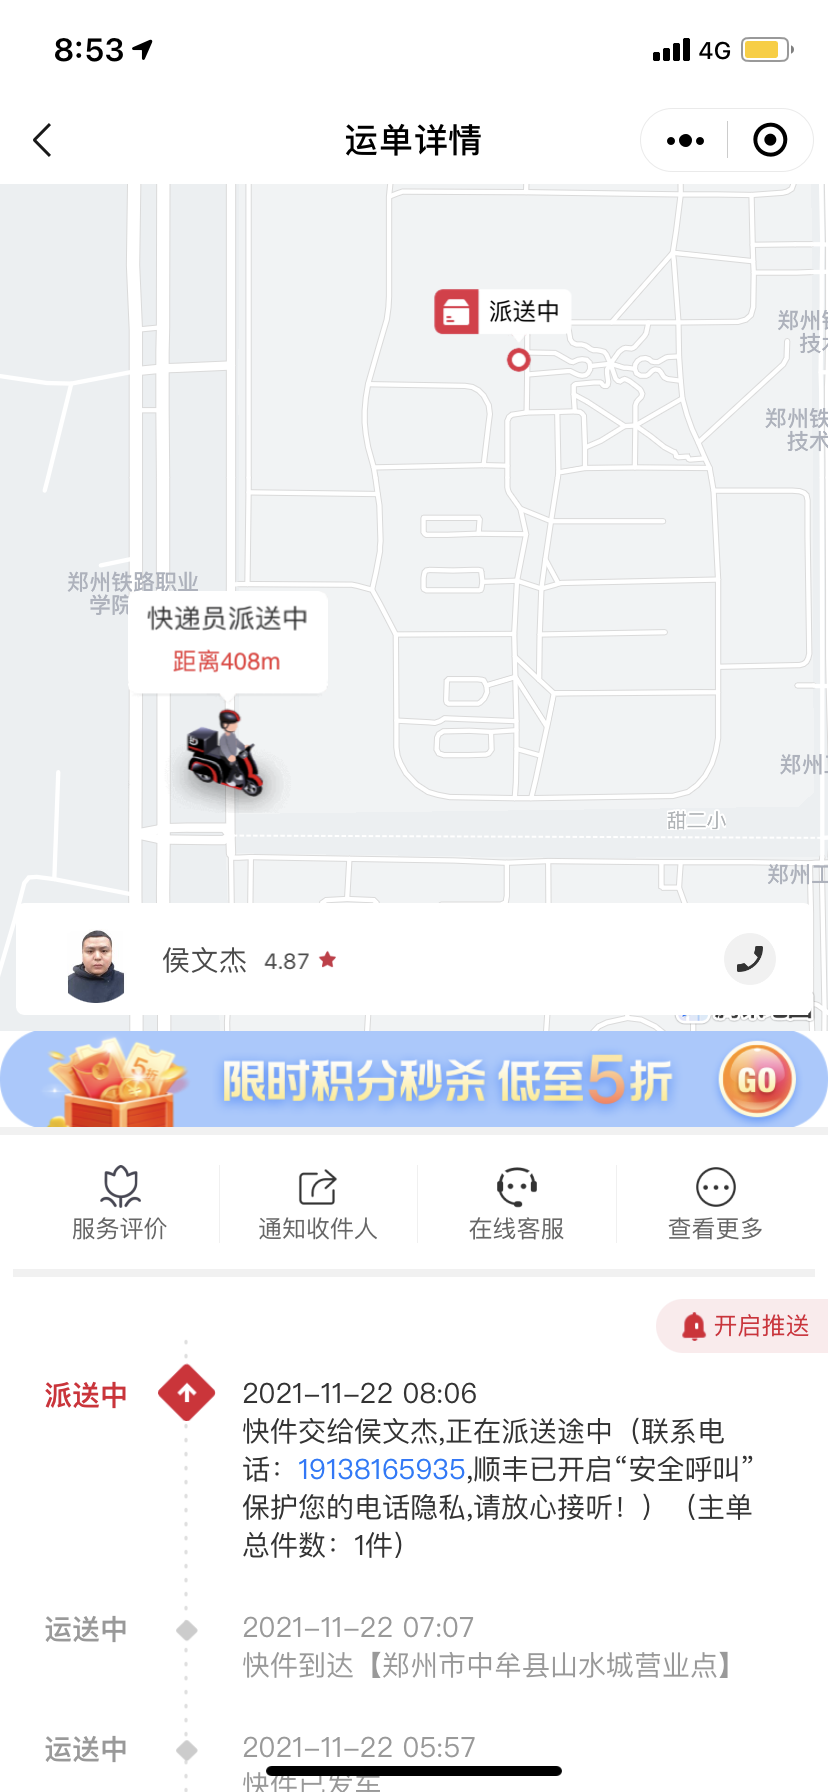 8:53
4G
运单详情
派送中
郑州铁
技术
郑州铁
技术
郑州铁路职业
学院
快递员派送中
距离408m
郑州工
甜二小
郑州工
侯文杰 4.87
限时积分秒杀 低至5折
5折
GO
服务评价
通知收件人
在线客服
查看更多
开启推送
派送中
2021-11-22 08:06
快件交给侯文杰,正在派送途中（联系电
话：19138165935,顺丰已开启“安全呼叫”
保护您的电话隐私,请放心接听！）（主单
总件数：1件）
运送中
2021-11-22 07:07
快件到达【郑州市中牟县山水城营业点】
运送中
2021-11-22 05:57
快件已发车